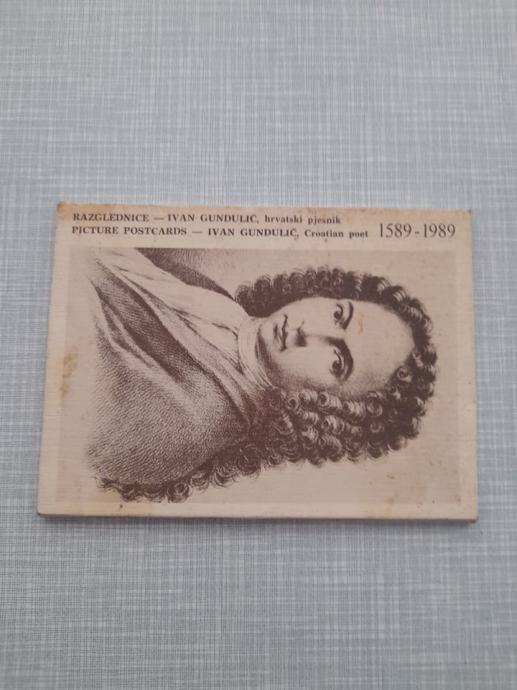 RAZGLEDNICE — IVAN GUNDULIĆ, hrvatski pjesnik
PICTURE POSTCARDS — IVAN GUNDULIĆ, Croatian poet 1589-1989